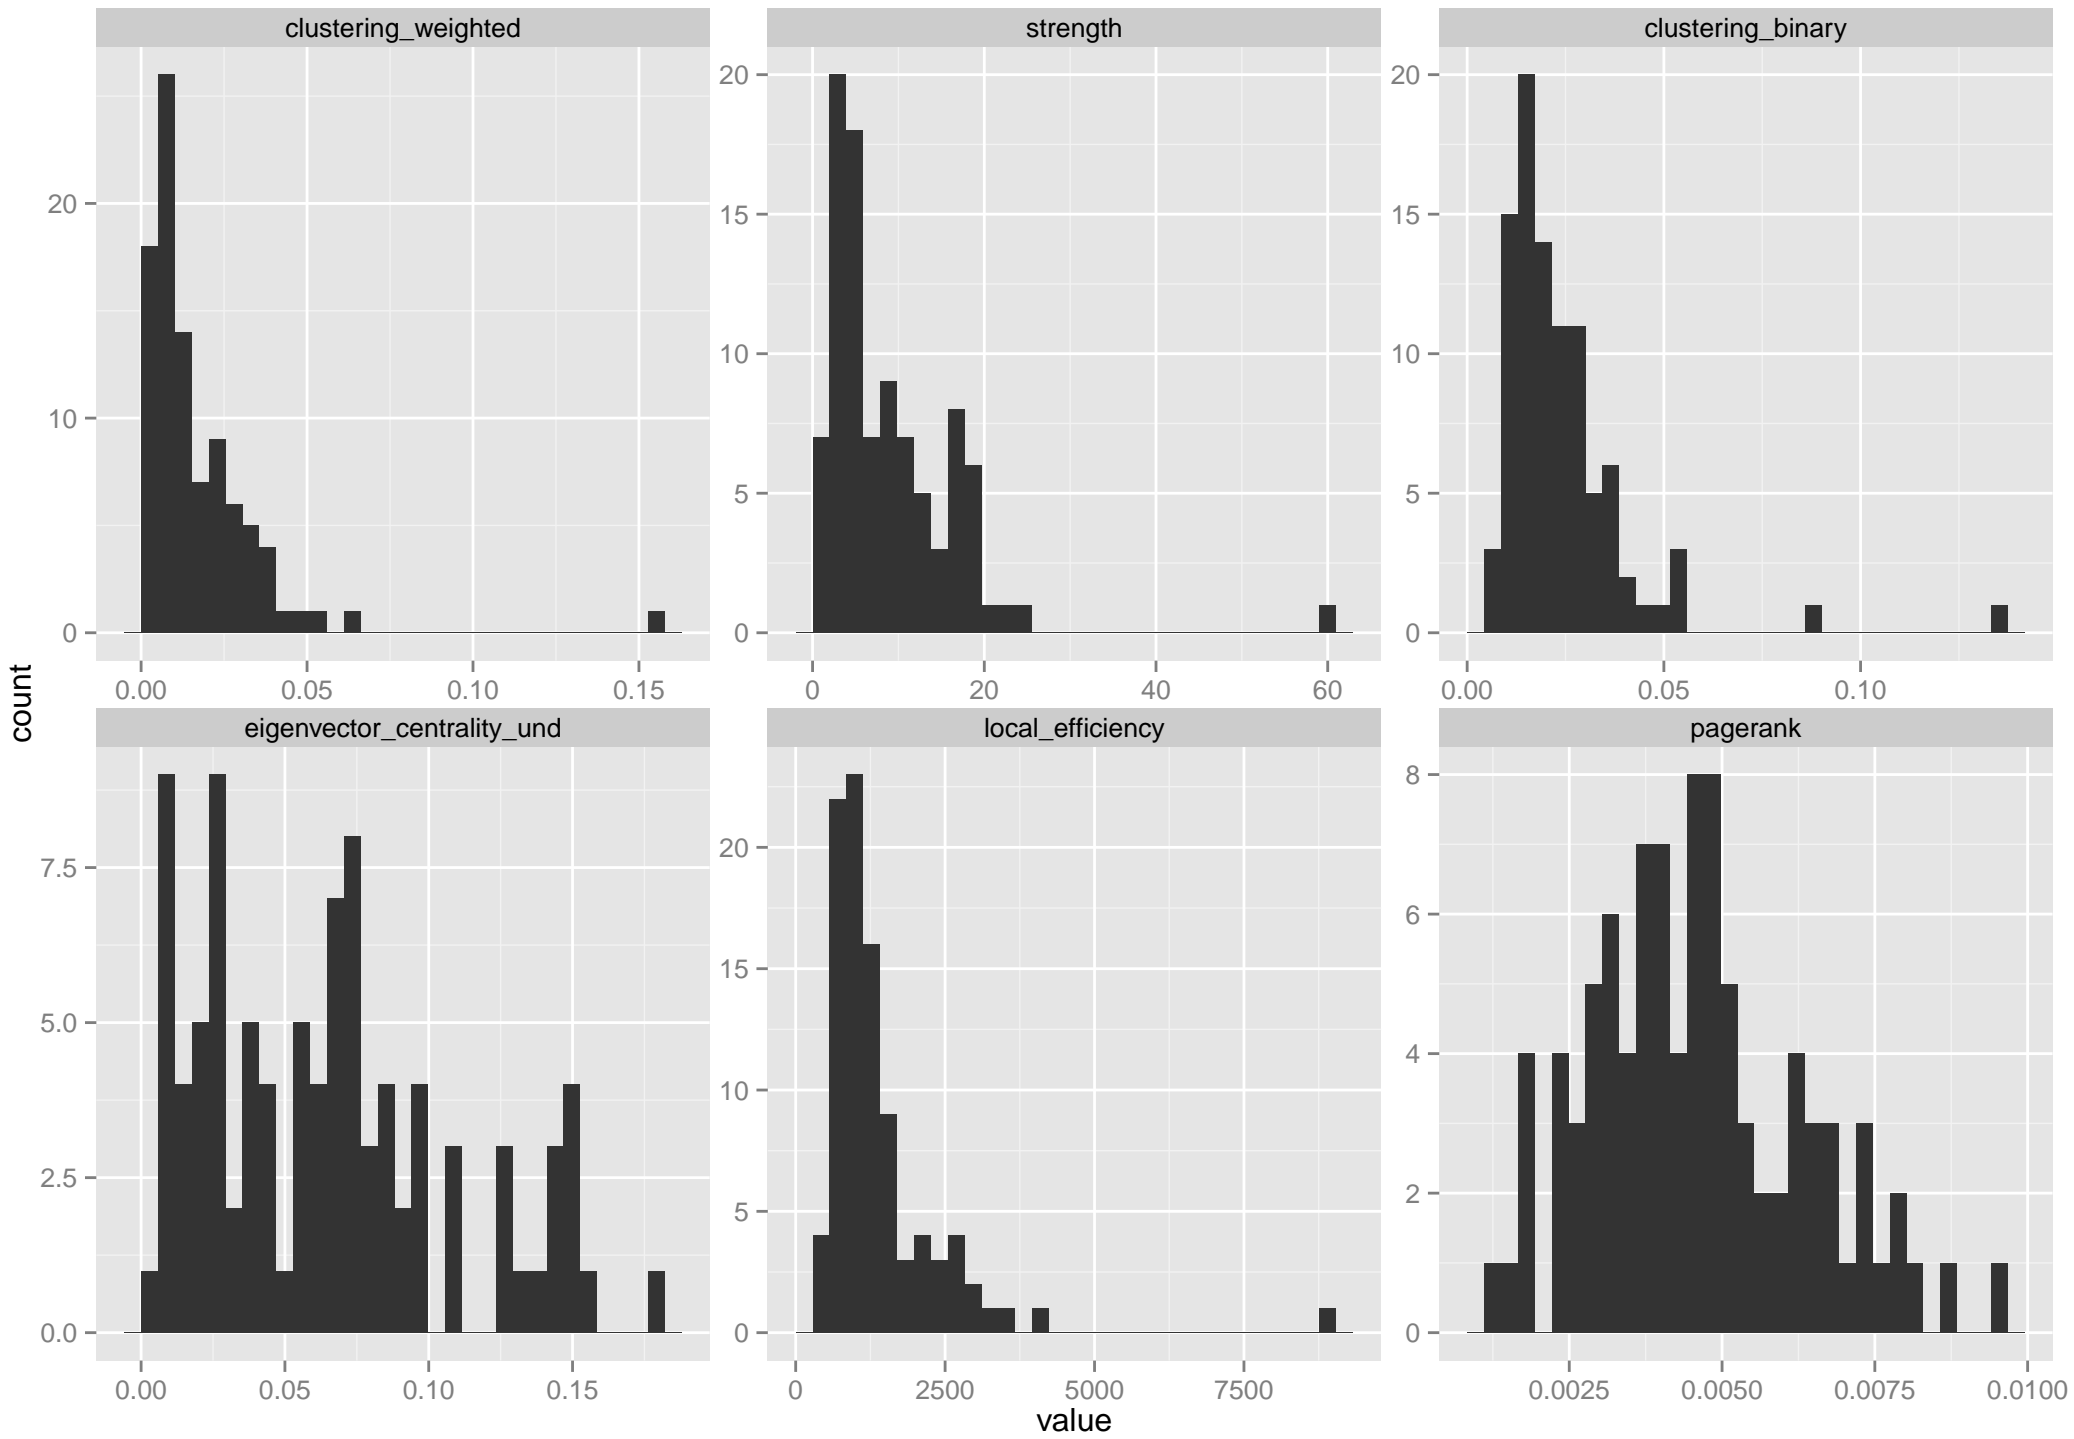 clustering_weighted strength clustering_binary
20 10 0
20 15 10 5 0
20 15 10 5 0
0.00 0.05 0.10 0.15
0 20 40 60
0.00 0.05 0.10
count
eigenvector_centrality_und local_efficiency pagerank
7.5 5.0 2.5 0.0
20 15 10 5 0
8 6 4 2 0
0.00 0.05 0.10 0.15
0 2500 5000 7500
0.0025 0.0050 0.0075 0.0100
value